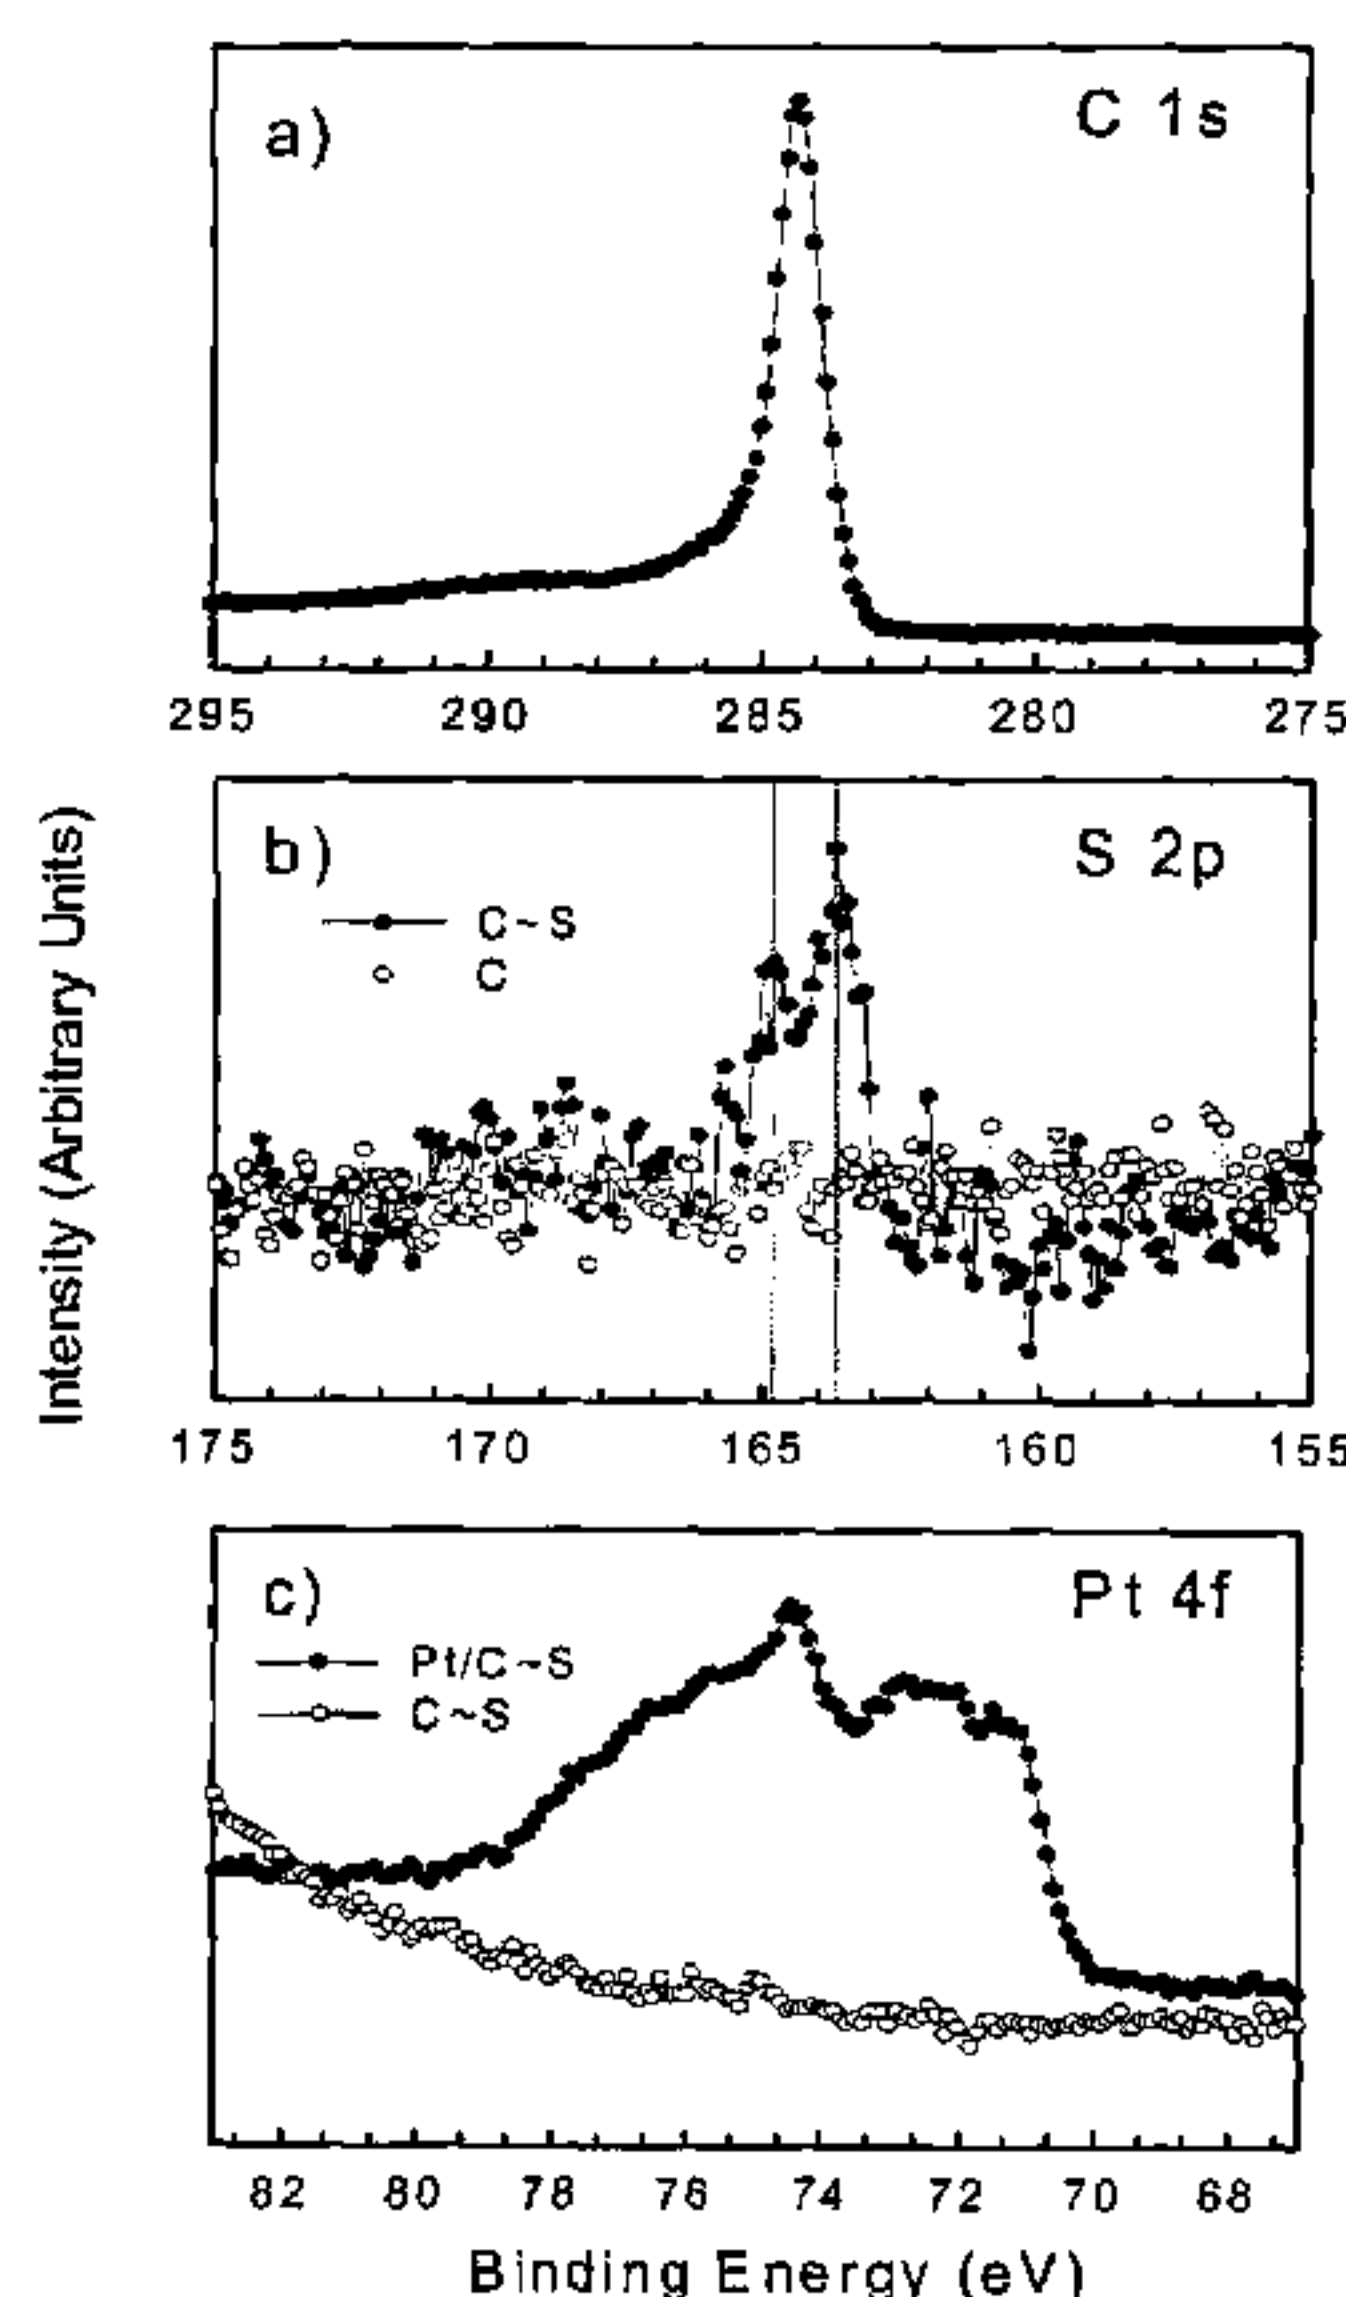 a)
C 1s
295 290 285 280 275
b)
S 2p
C~S
C
175 170 165 160 155
Intensity (Arbitrary Units)
c)
Pt 4f
Pt/C~S
C~S
82 80 78 76 74 72 70 68
Binding Energy (eV)